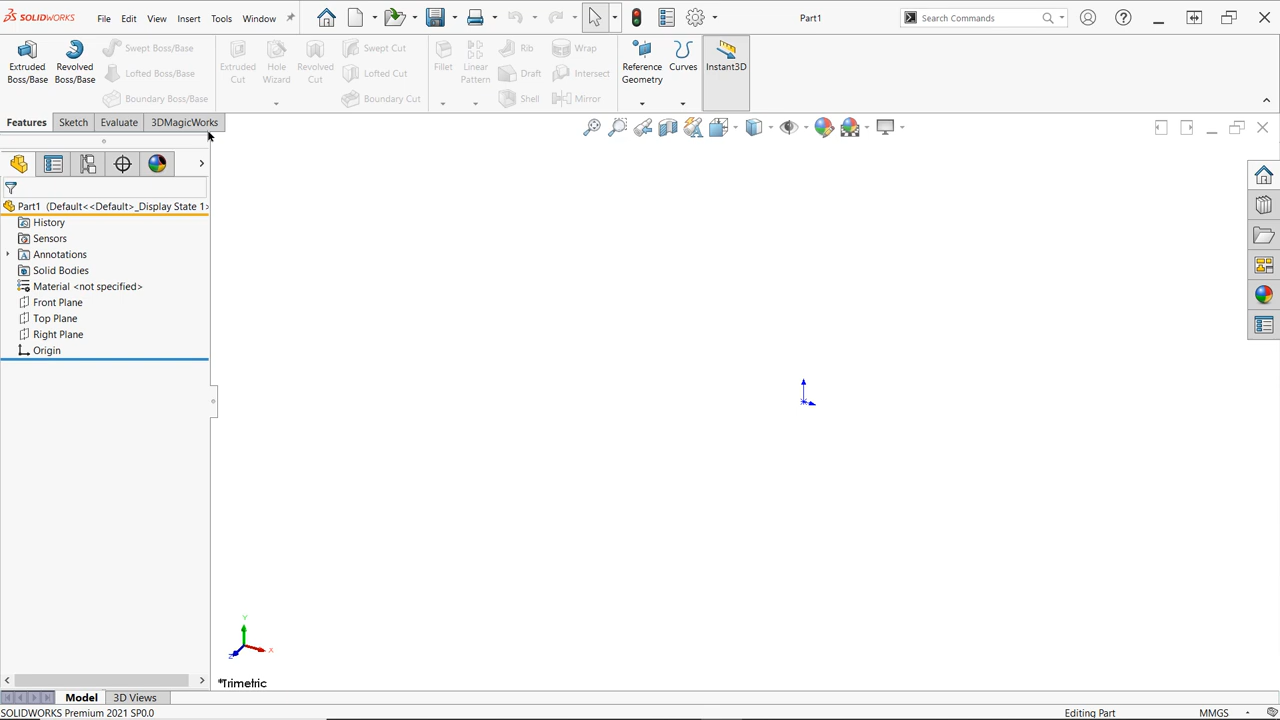 SOLIDWORKS File Edit View Insert Tools Window Part1 Search Commands
Extruded Boss/Base
Revolved Boss/Base
Swept Boss/Base
Lofted Boss/Base
Boundary Boss/Base
Extruded Cut
Hole Wizard
Revolved Cut
Swept Cut
Lofted Cut
Boundary Cut
Fillet
Linear Pattern
Rib
Draft
Shell
Wrap
Intersect
Mirror
Reference Geometry
Curves
Instant3D
Features Sketch Evaluate 3DMagicWorks
Part1 (Default<<Default>_Display State 1>
History
Sensors
Annotations
Solid Bodies
Material <not specified>
Front Plane
Top Plane
Right Plane
Origin
Y
X
Z
*Trimetric
Model 3D Views
SOLIDWORKS Premium 2021 SP0.0 Editing Part MMGS